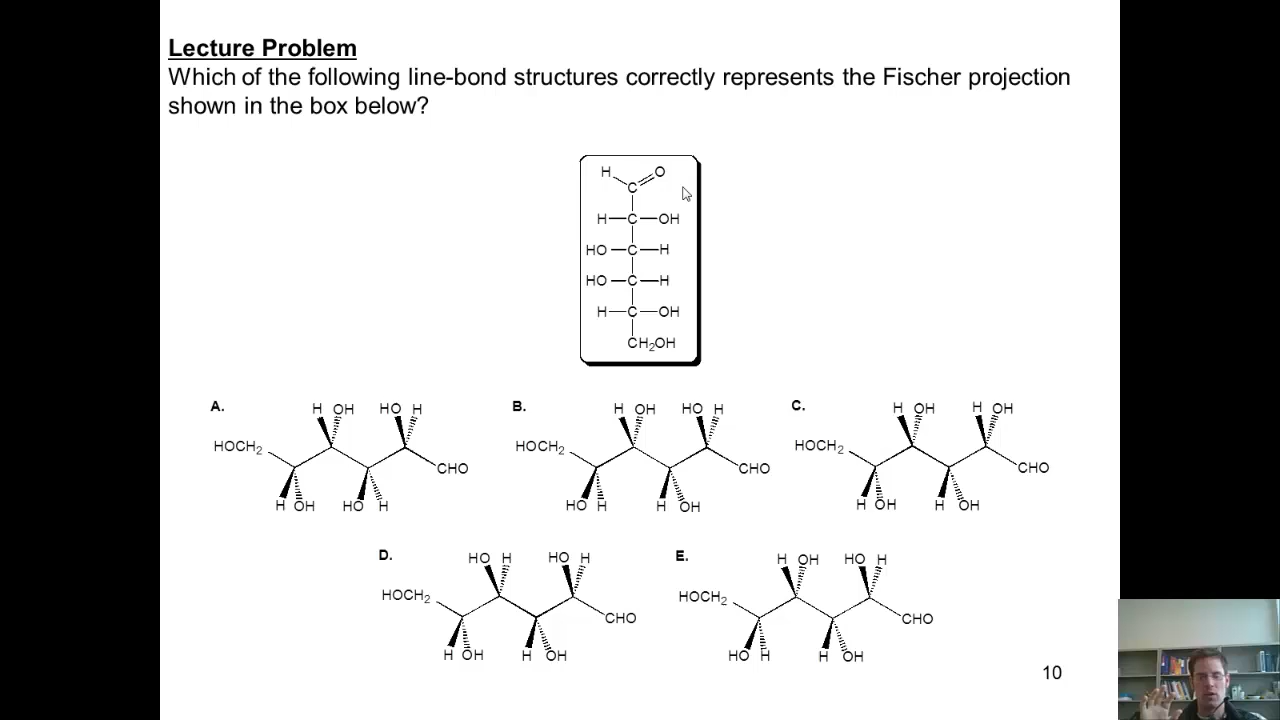 Lecture Problem
Which of the following line-bond structures correctly represents the Fischer projection
shown in the box below?
H O
C
H C OH
HO C H
HO C H
H C OH
CH2OH
A.
H OH HO H
HOCH2
CHO
H OH HO H
B.
H OH HO H
HOCH2
CHO
HO H H OH
C.
H OH H OH
HOCH2
CHO
H OH H OH
D.
HO H HO H
HOCH2
CHO
H OH H OH
E.
H OH HO H
HOCH2
CHO
HO H H OH
10